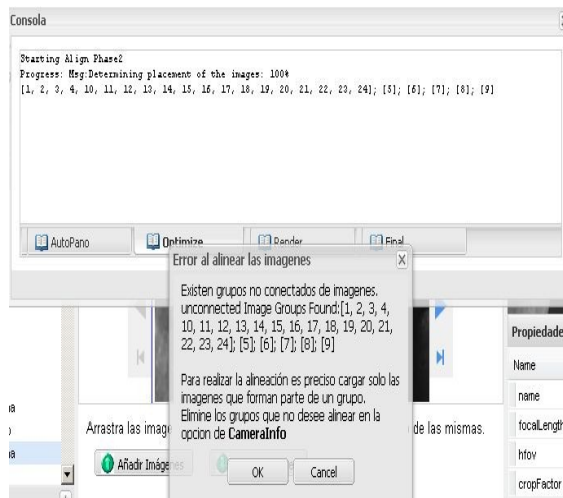 Consola
Starting Align Phase2
Progress: Msg:Determining placement of the images: 100%
[1, 2, 3, 4, 10, 11, 12, 13, 14, 15, 16, 17, 18, 19, 20, 21, 22, 23, 24]; [5]; [6]; [7]; [8]; [9]
AutoPano
Optimize
Render
Final
Error al alinear las imagenes
Existen grupos no conectados de imagenes.
unconnected Image Groups Found:[1, 2, 3, 4,
10, 11, 12, 13, 14, 15, 16, 17, 18, 19, 20, 21,
22, 23, 24]; [5]; [6]; [7]; [8]; [9]
Para realizar la alineación es preciso cargar solo las
imagenes que forman parte de un grupo.
Elimine los grupos que no desee alinear en la
opcion de CameraInfo
OK
Cancel
Arrastra las imag
de las mismas.
Añadir Imágenes
Propiedade
Name
name
focalLength
hfov
cropFactor